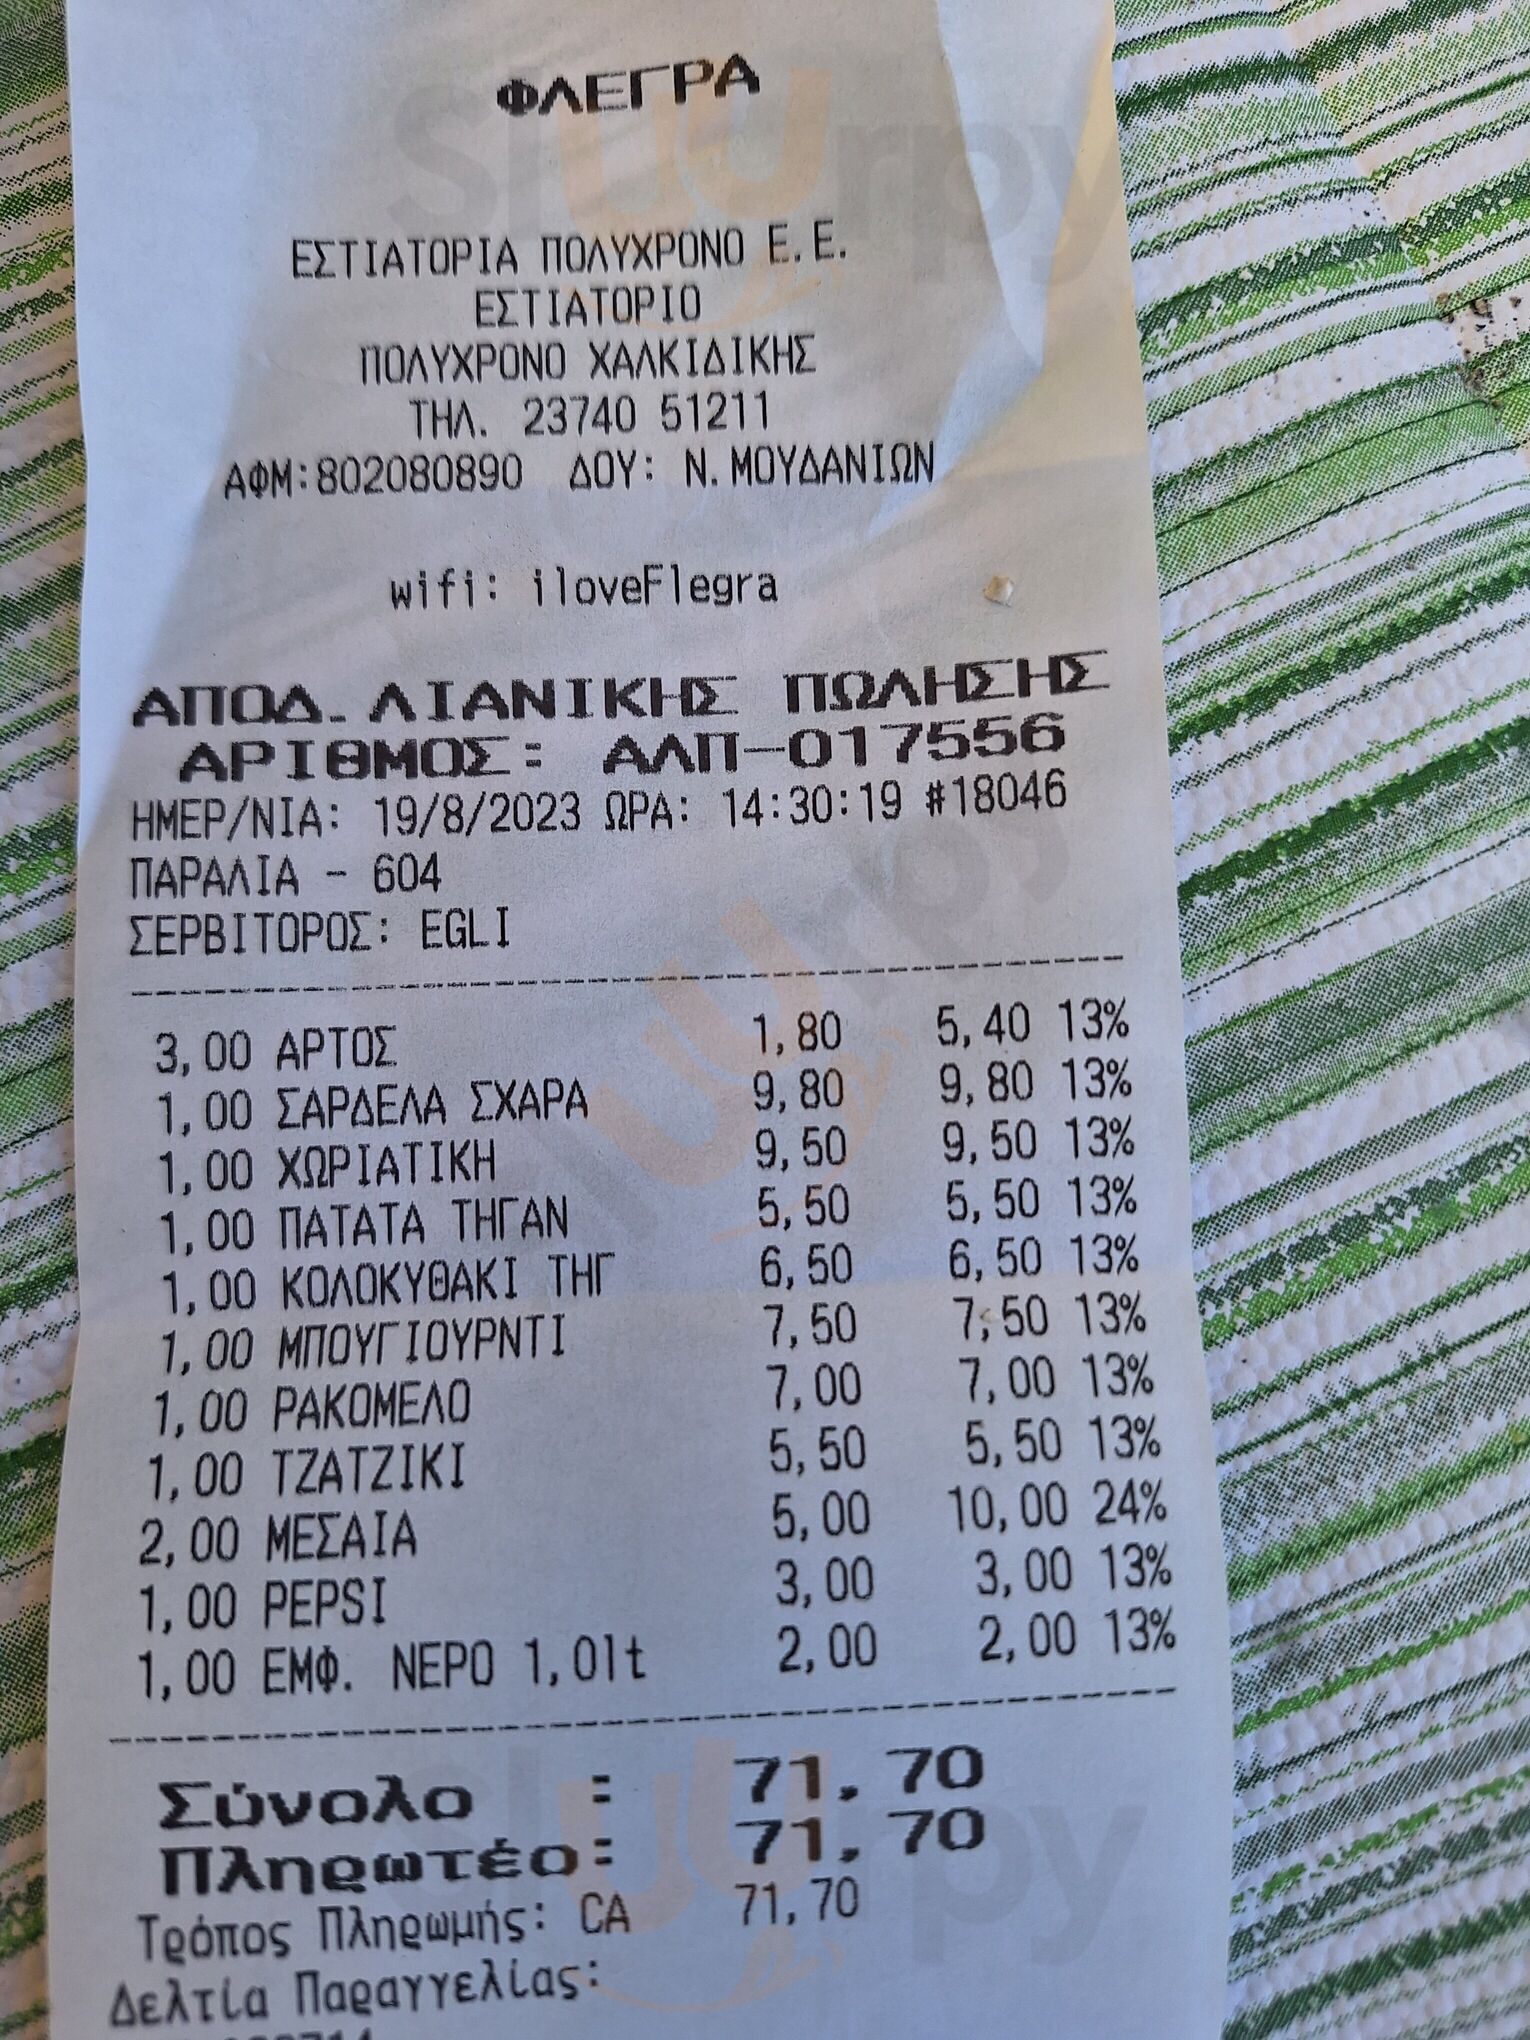 ΦΛΕΓΡΑ
ΕΣΤΙΑΤΟΡΙΑ ΠΟΛΥΧΡΟΝΟ Ε.Ε.
ΕΣΤΙΑΤΟΡΙΟ
ΠΟΛΥΧΡΟΝΟ ΧΑΛΚΙΔΙΚΗΣ
ΤΗΛ. 23740 51211
ΑΦΜ:802080890 ΔΟΥ: Ν.ΜΟΥΔΑΝΙΩΝ
wifi: iloveFlegra
ΑΠΟΔ.ΛΙΑΝΙΚΗΣ ΠΩΛΗΣΗΣ
ΑΡΙΘΜΟΣ: ΑΛΠ-017556
ΗΜΕΡ/ΝΙΑ: 19/8/2023 ΩΡΑ: 14:30:19 #18046
ΠΑΡΑΛΙΑ - 604
ΣΕΡΒΙΤΟΡΟΣ: EGLI
3,00 ΑΡΤΟΣ 1,80 5,40 13%
1,00 ΣΑΡΔΕΛΑ ΣΧΑΡΑ 9,80 9,80 13%
1,00 ΧΩΡΙΑΤΙΚΗ 9,50 9,50 13%
1,00 ΠΑΤΑΤΑ ΤΗΓΑΝ 5,50 5,50 13%
1,00 ΚΟΛΟΚΥΘΑΚΙ ΤΗΓ 6,50 6,50 13%
1,00 ΜΠΟΥΓΙΟΥΡΝΤΙ 7,50 7,50 13%
1,00 ΡΑΚΟΜΕΛΟ 7,00 7,00 13%
1,00 ΤΖΑΤΖΙΚΙ 5,50 5,50 13%
2,00 ΜΕΣΑΙΑ 5,00 10,00 24%
1,00 PEPSI 3,00 3,00 13%
1,00 ΕΜΦ. ΝΕΡΟ 1,0lt 2,00 2,00 13%
Σύνολο : 71,70
Πληρωτέο: 71,70
Τρόπος Πληρωμής: CA 71,70
Δελτία Παραγγελίας:
Slurpy
Slurpy
Slurpy